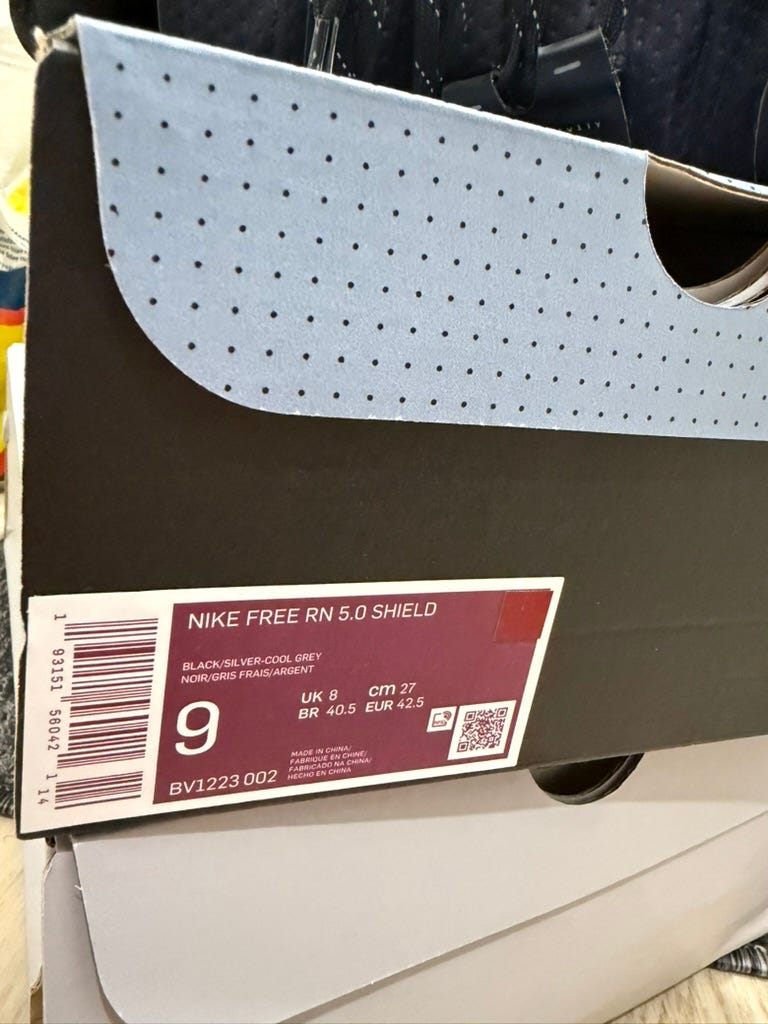 NIKE FREE RN 5.0 SHIELD
BLACK/SILVER-COOL GREY
NOIR/GRIS FRAIS/ARGENT
9
UK 8 cm 27
BR 40.5 EUR 42.5
MADE IN CHINA/
FABRIQUE EN CHINE/
FABRICADO NA CHINA/
HECHO EN CHINA
BV1223 002
1 93151 56042 1 14